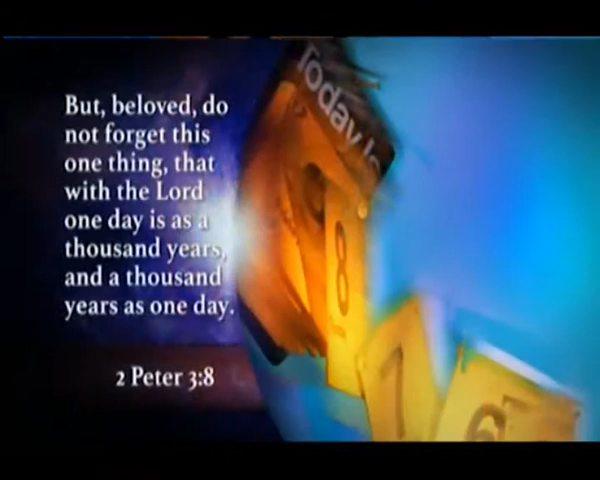 But, beloved, do
not forget this
one thing, that
with the Lord
one day is as a
thousand years,
and a thousand
years as one day.
2 Peter 3:8
Today Is
8
7
6